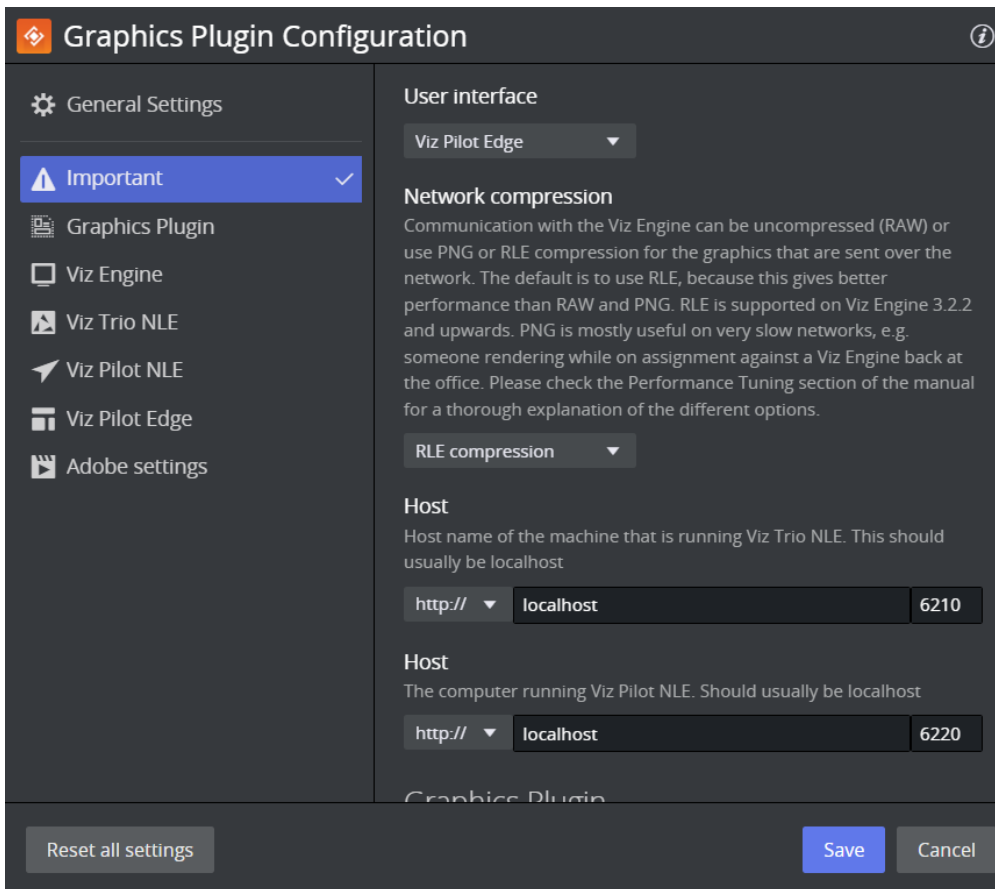 Graphics Plugin Configuration
General Settings
Important
Graphics Plugin
Viz Engine
Viz Trio NLE
Viz Pilot NLE
Viz Pilot Edge
Adobe settings
User interface
Viz Pilot Edge
Network compression
Communication with the Viz Engine can be uncompressed (RAW) or
use PNG or RLE compression for the graphics that are sent over the
network. The default is to use RLE, because this gives better
performance than RAW and PNG. RLE is supported on Viz Engine 3.2.2
and upwards. PNG is mostly useful on very slow networks, e.g.
someone rendering while on assignment against a Viz Engine back at
the office. Please check the Performance Tuning section of the manual
for a thorough explanation of the different options.
RLE compression
Host
Host name of the machine that is running Viz Trio NLE. This should
usually be localhost
http:// localhost 6210
Host
The computer running Viz Pilot NLE. Should usually be localhost
http:// localhost 6220
Graphics Plugin
Reset all settings
Save
Cancel